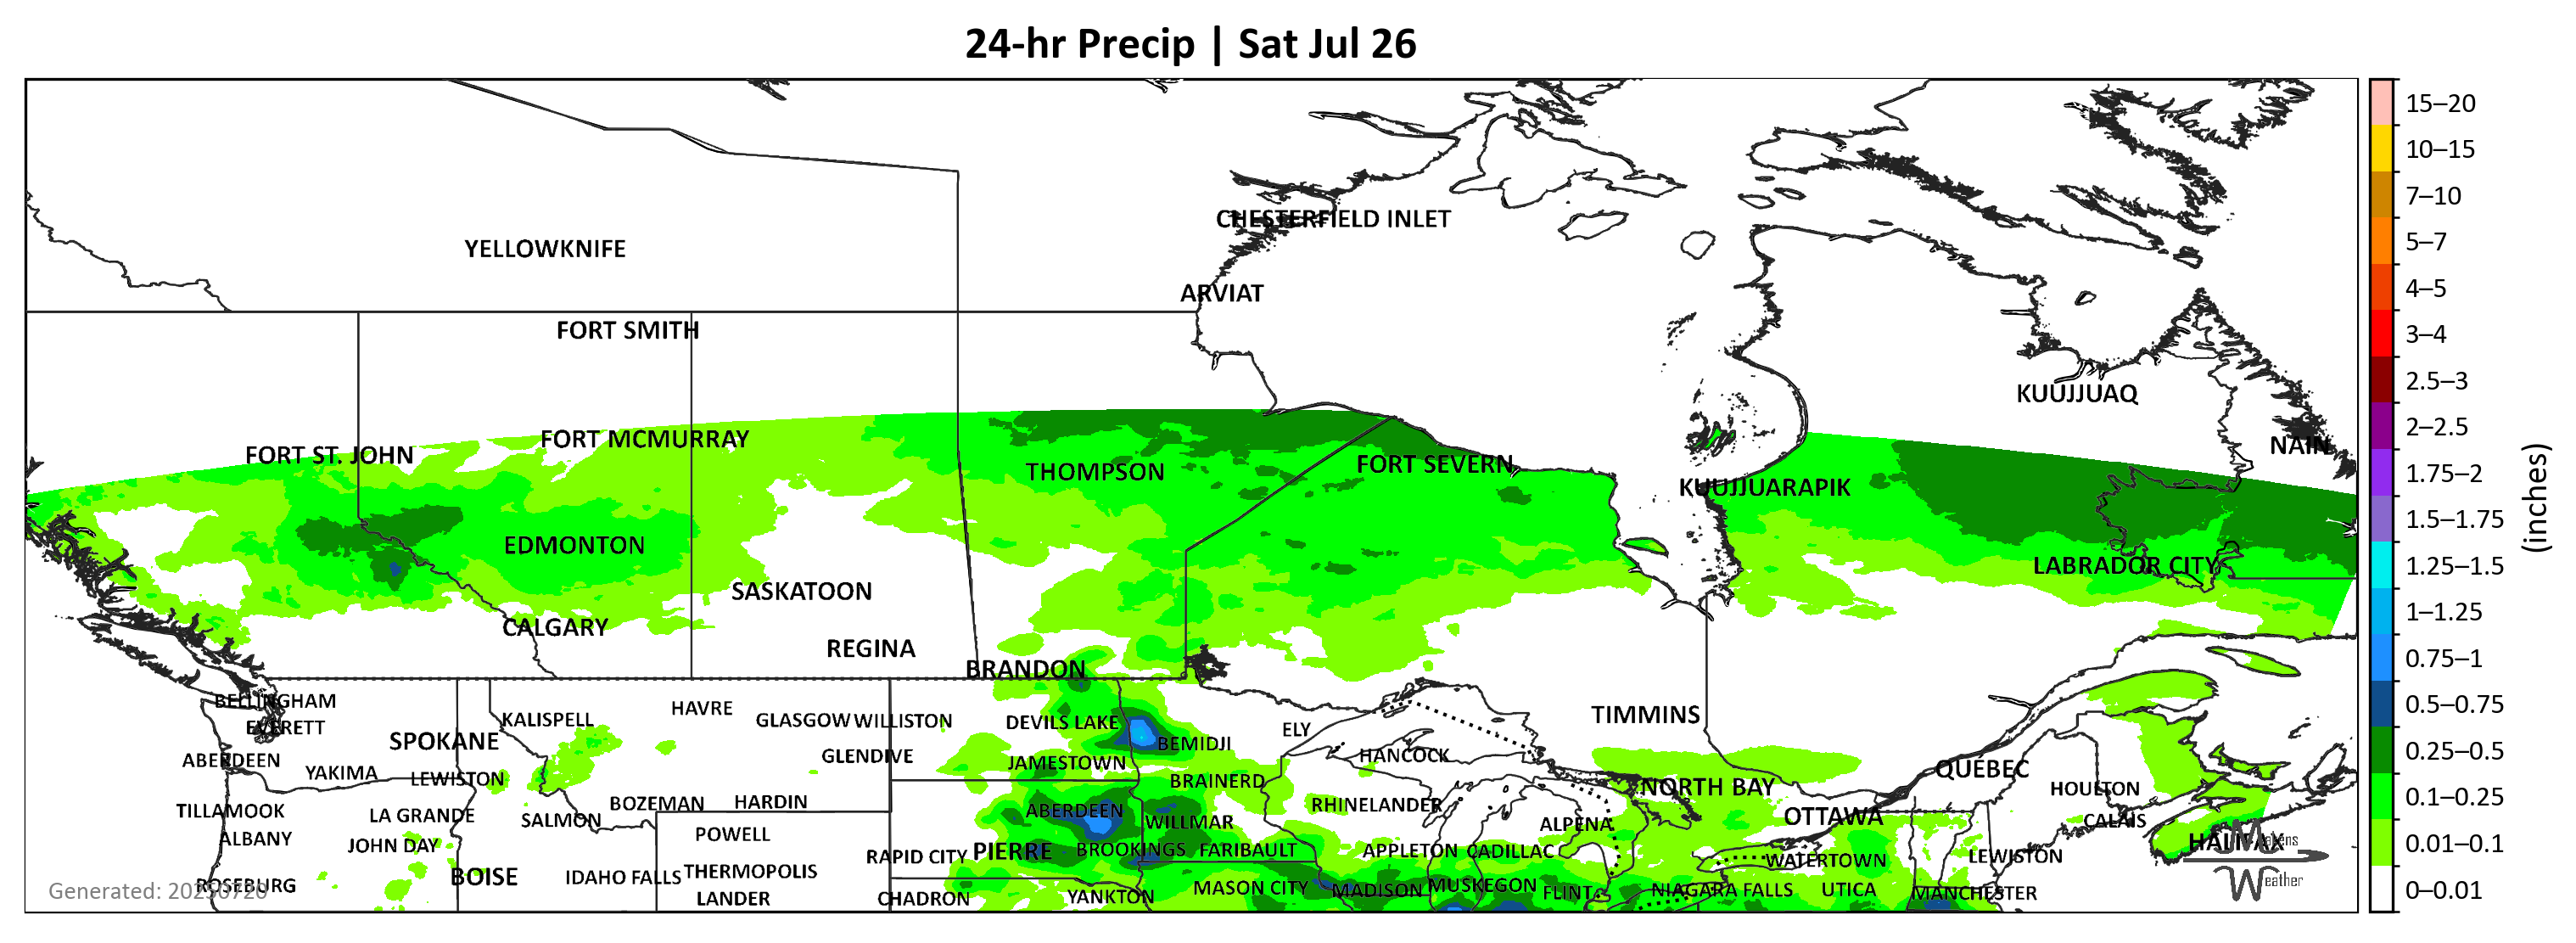 24-hr Precip | Sat Jul 26
15–20
10–15
CHESTERFIELD INLET
7–10
YELLOWKNIFE
5–7
ARVIAT
4–5
FORT SMITH
3–4
KUUJJUAQ
2.5–3
FORT MCMURRAY
NAIN
2–2.5
FORT ST. JOHN
THOMPSON
FORT SEVERN
1.75–2
KUUJJUARAPIK
(inches)
1.5–1.75
EDMONTON
LABRADOR CITY
1.25–1.5
SASKATOON
1–1.25
CALGARY
REGINA
BRANDON
0.75–1
BELLINGHAM
HAVRE
0.5–0.75
KALISPELL
GLASGOW
WILLISTON
DEVILS LAKE
TIMMINS
EVERETT
ELY
SPOKANE
BEMIDJI
0.25–0.5
ABERDEEN
GLENDIVE
JAMESTOWN
HANCOCK
YAKIMA
LEWISTON
BRAINERD
QUÉBEC
NORTH BAY
HOULTON
0.1–0.25
TILLAMOOK
LA GRANDE
SALMON
BOZEMAN
HARDIN
ABERDEEN
WILLMAR
RHINELANDER
ALPENA
OTTAWA
CALAIS
ALBANY
JOHN DAY
POWELL
HALIFAX
0.01–0.1
RAPID CITY
PIERRE
BROOKINGS
FARIBAULT
APPLETON
CADILLAC
WATERTOWN
LEWISTON
BOISE
IDAHO FALLS
THERMOPOLIS
Weather
ROSEBURG
Generated: 20250720
LANDER
CHADRON
YANKTON
MASON CITY
MADISON
MUSKEGON
FLINT
NIAGARA FALLS
UTICA
MANCHESTER
0–0.01